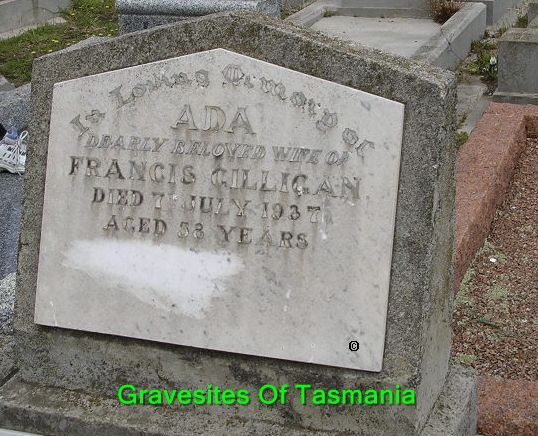 In Loving Memory of
ADA
DEARLY BELOVED WIFE OF
FRANCIS GILLIGAN
DIED 7TH JULY 1937
AGED 58 YEARS
©
Gravesites Of Tasmania